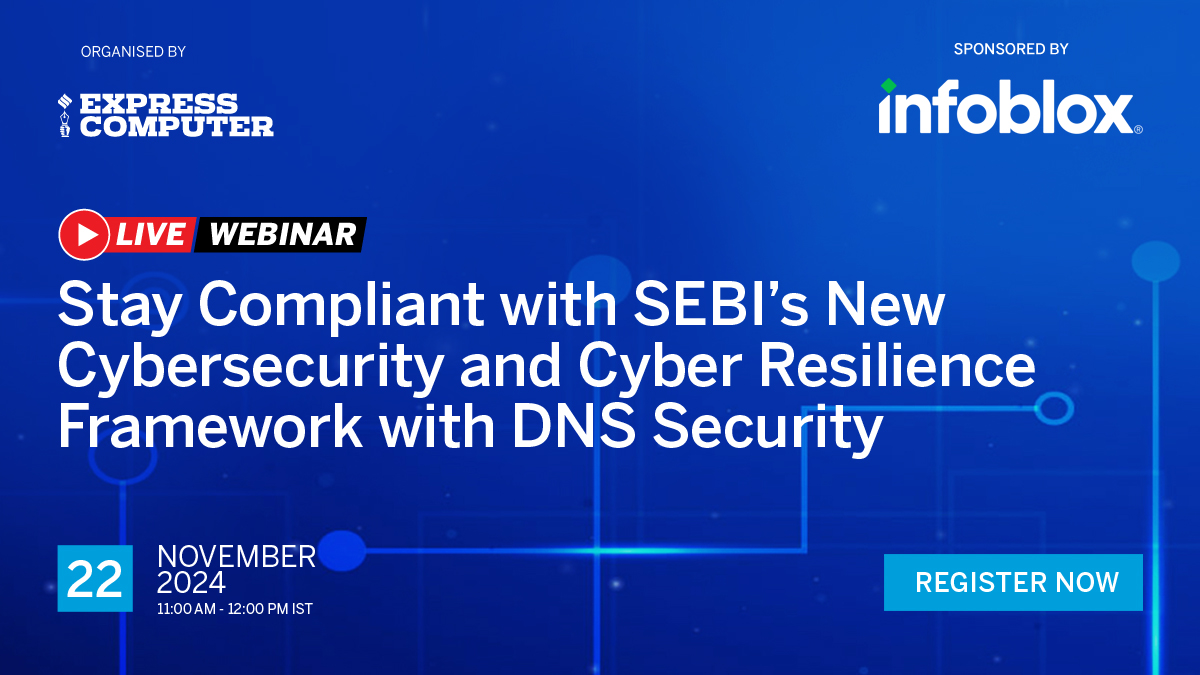 ORGANISED BY
EXPRESS
COMPUTER
SPONSORED BY
infoblox®
LIVE WEBINAR
Stay Compliant with SEBI’s New
Cybersecurity and Cyber Resilience
Framework with DNS Security
22
NOVEMBER
2024
11:00 AM - 12:00 PM IST
REGISTER NOW